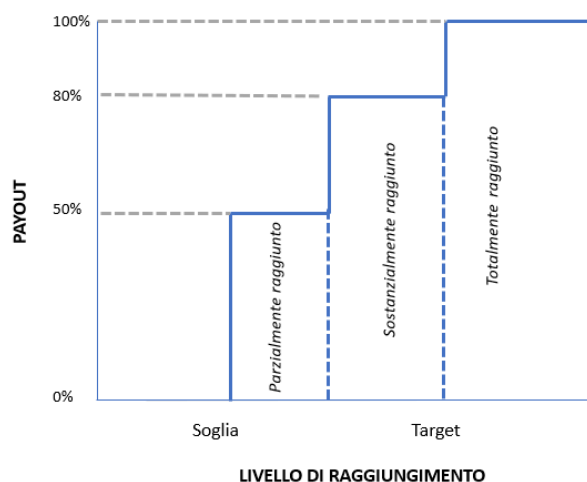 100%
80%
50%
0%
PAYOUT
Parzialmente raggiunto
Sostanzialmente raggiunto
Totalmente raggiunto
Soglia
Target
LIVELLO DI RAGGIUNGIMENTO